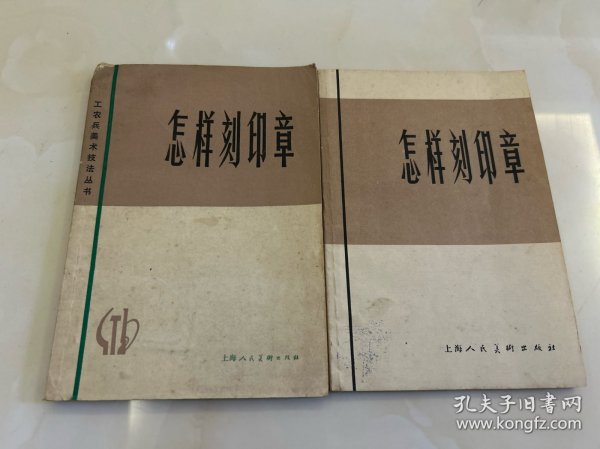 工农兵美术技法丛书
怎样刻印章
上海人民美术出版社
怎样刻印章
上海人民美术出版社
孔夫子旧书网
www.kongfz.com